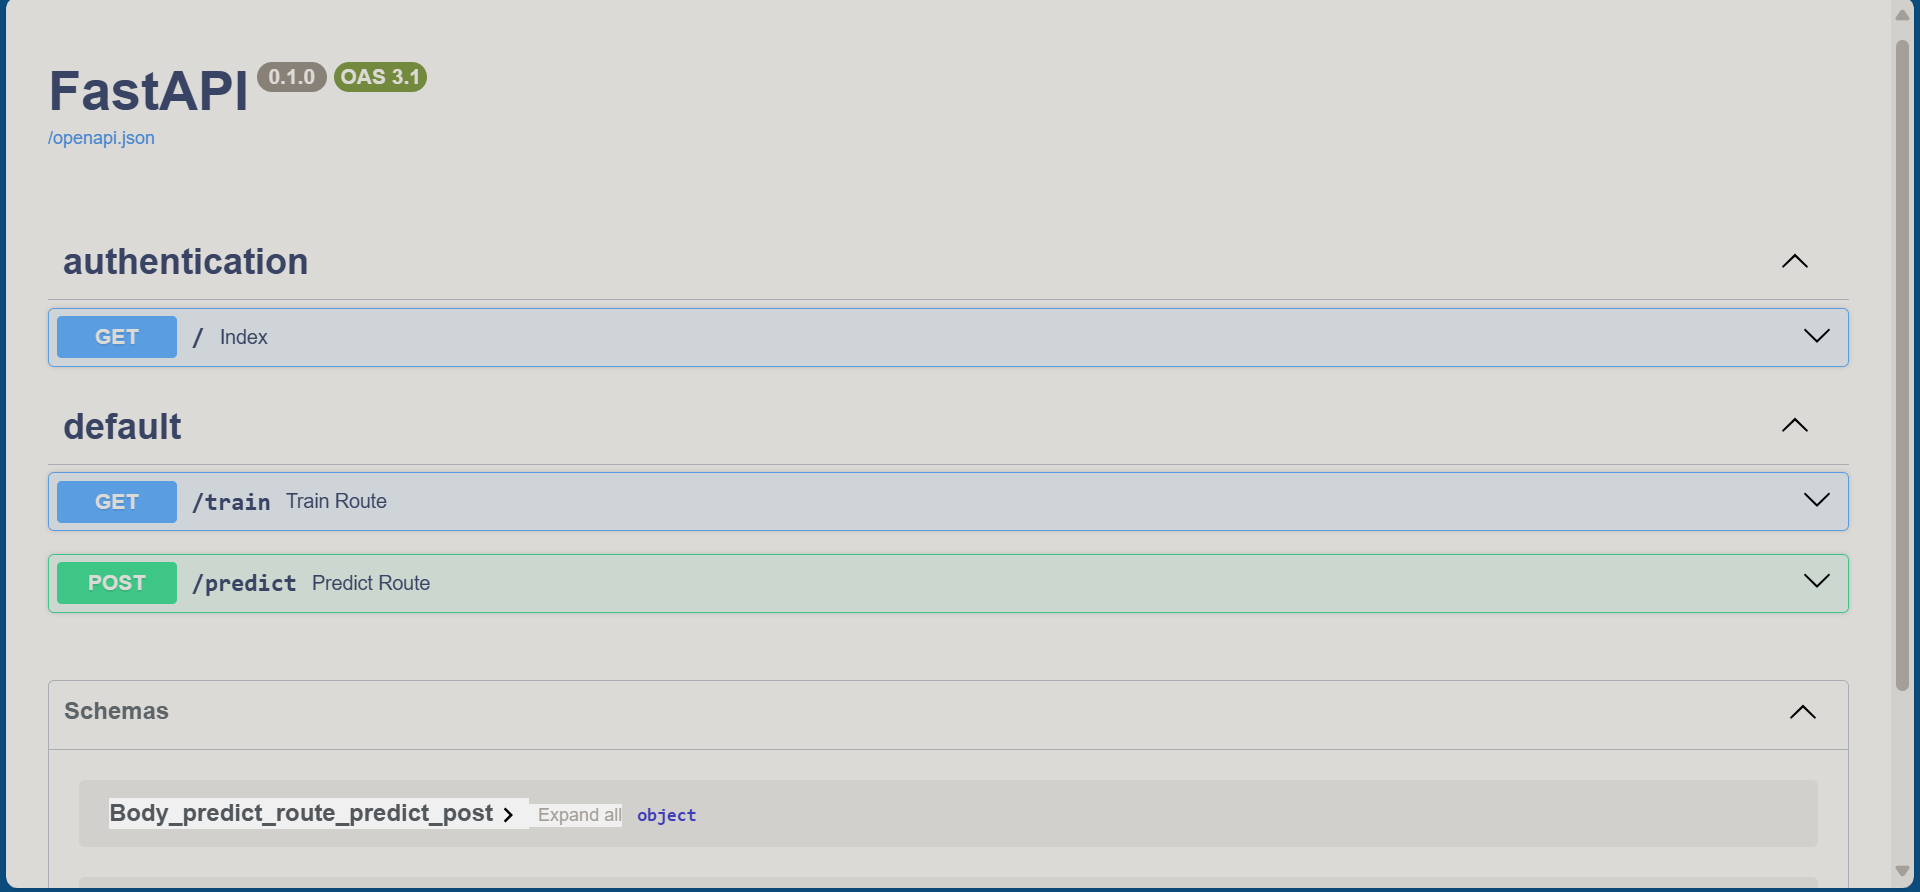 FastAPI 0.1.0 OAS 3.1
/openapi.json
authentication
GET / Index
default
GET /train Train Route
POST /predict Predict Route
Schemas
Body_predict_route_predict_post Expand all object